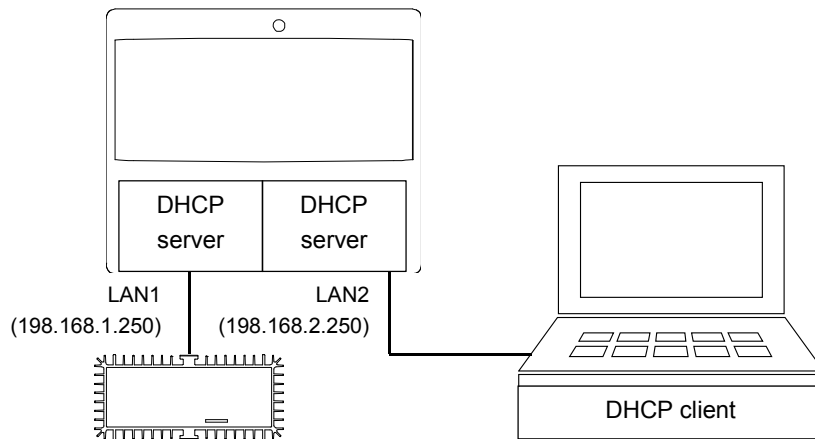 DHCP
server
DHCP
server
LAN1
(198.168.1.250)
LAN2
(198.168.2.250)
DHCP client